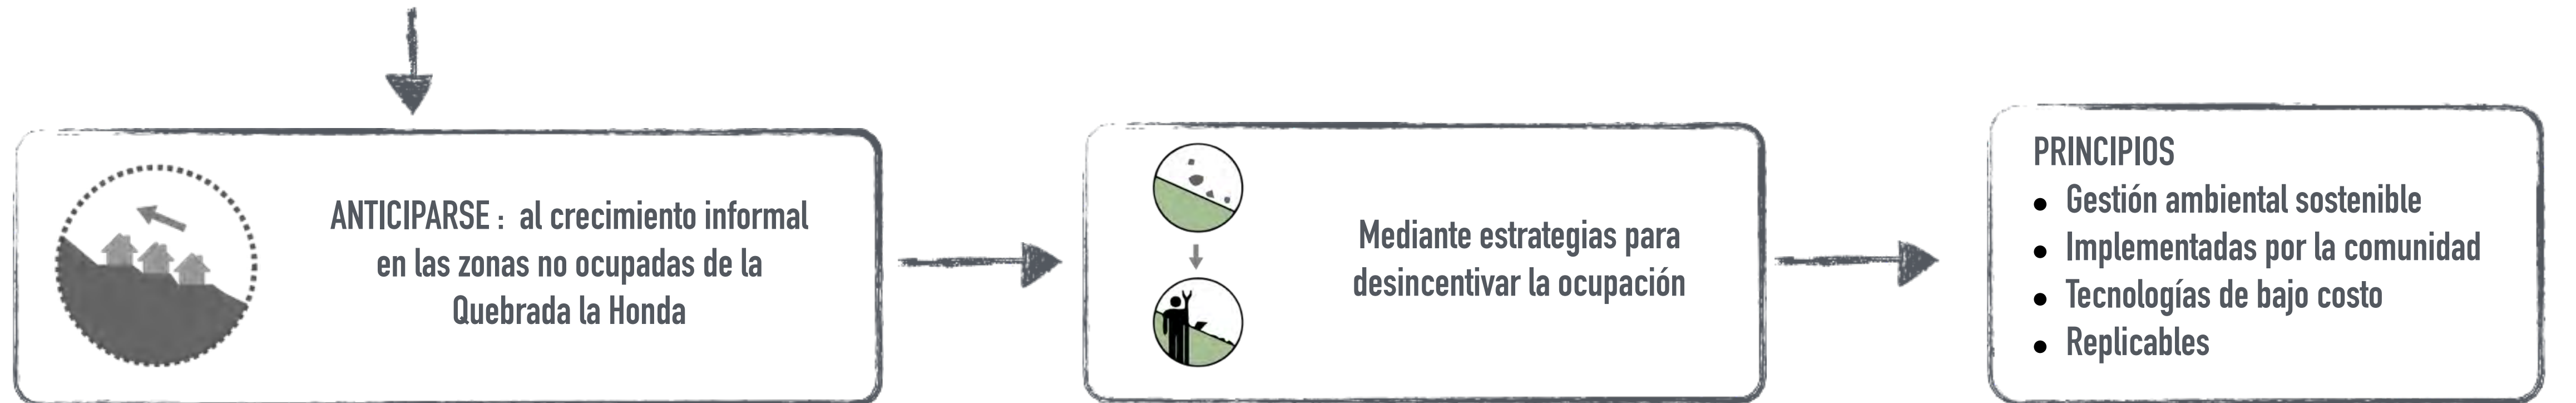 ANTICIPARSE : al crecimiento informal
en las zonas no ocupadas de la
Quebrada la Honda
Mediante estrategias para
desincentivar la ocupación
PRINCIPIOS
• Gestión ambiental sostenible
• Implementadas por la comunidad
• Tecnologías de bajo costo
• Replicables